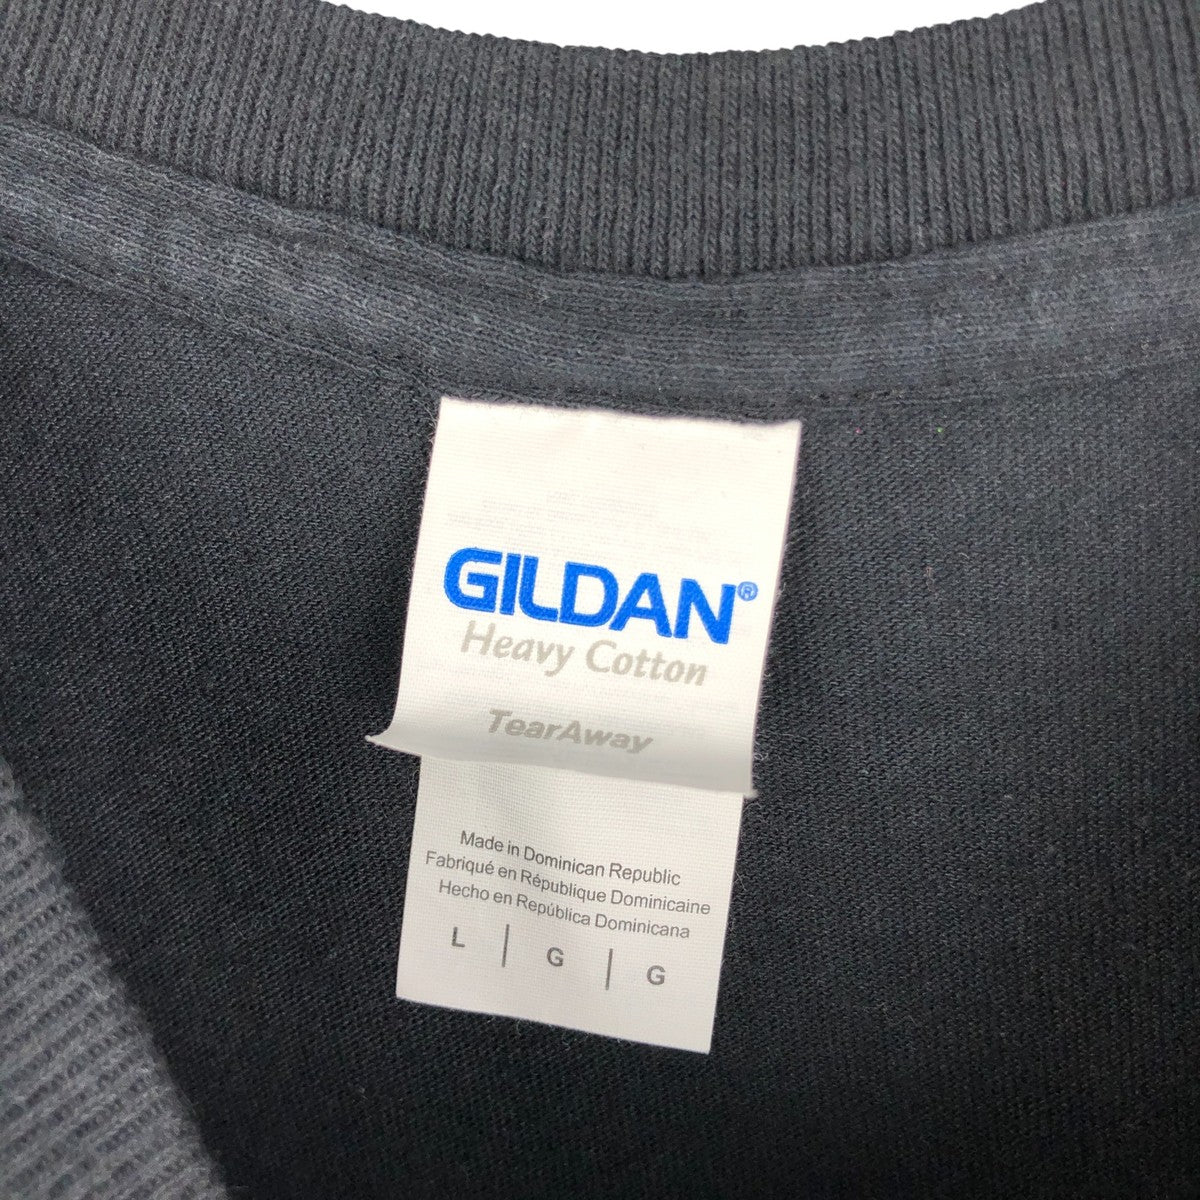 GILDAN®
Heavy Cotton
TearAway
Made in Dominican Republic
Fabriqué en République Dominicaine
Hecho en República Dominicana
L | G | G